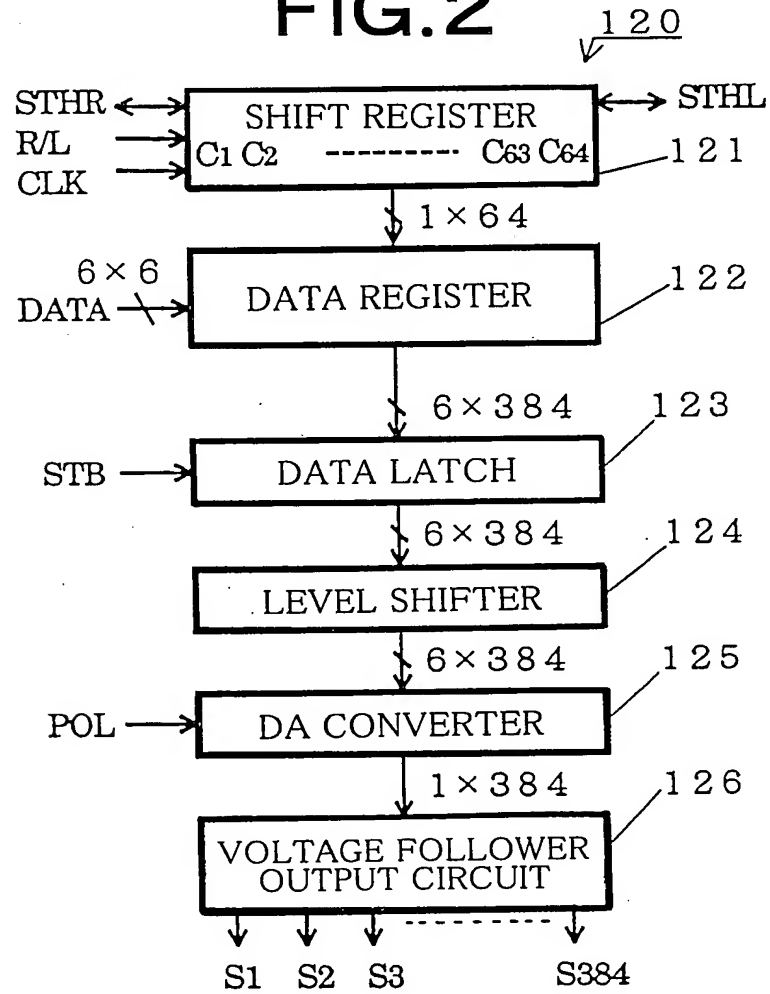 FIG.2
120
STHR
SHIFT REGISTER
STHL
R/L
C1 C2 ---------- C63 C64
121
CLK
1×64
6×6
DATA
DATA REGISTER
122
6×384
123
STB
DATA LATCH
6×384
124
LEVEL SHIFTER
6×384
125
POL
DA CONVERTER
1×384
126
VOLTAGE FOLLOWER
OUTPUT CIRCUIT
S1 S2 S3 S384